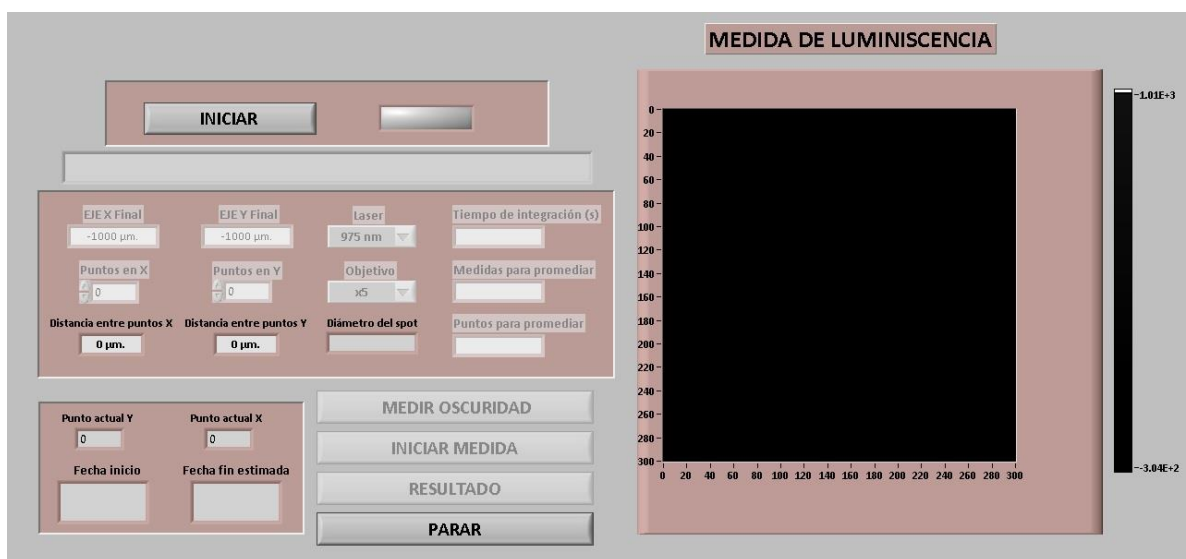 MEDIDA DE LUMINISCENCIA
INICIAR
EJE X Final
EJE Y Final
Laser
Tiempo de integración (s)
-1000 µm.
-1000 µm.
975 nm
Puntos en X
Puntos en Y
Objetivo
Medidas para promediar
0
0
x5
Distancia entre puntos X
Distancia entre puntos Y
Diámetro del spot
Puntos para promediar
0 µm.
0 µm.
Punto actual Y
Punto actual X
0
0
Fecha inicio
Fecha fin estimada
MEDIR OSCURIDAD
INICIAR MEDIDA
RESULTADO
PARAR
0
20
40
60
80
100
120
140
160
180
200
220
240
260
280
300
0 20 40 60 80 100 120 140 160 180 200 220 240 260 280 300
1.01E+3
-3.04E+2